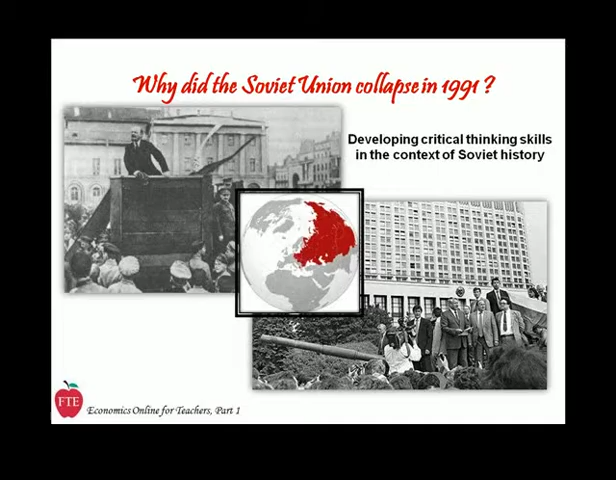 Why did the Soviet Union collapse in 1991 ?
Developing critical thinking skills
in the context of Soviet history
FTE
Economics Online for Teachers, Part 1